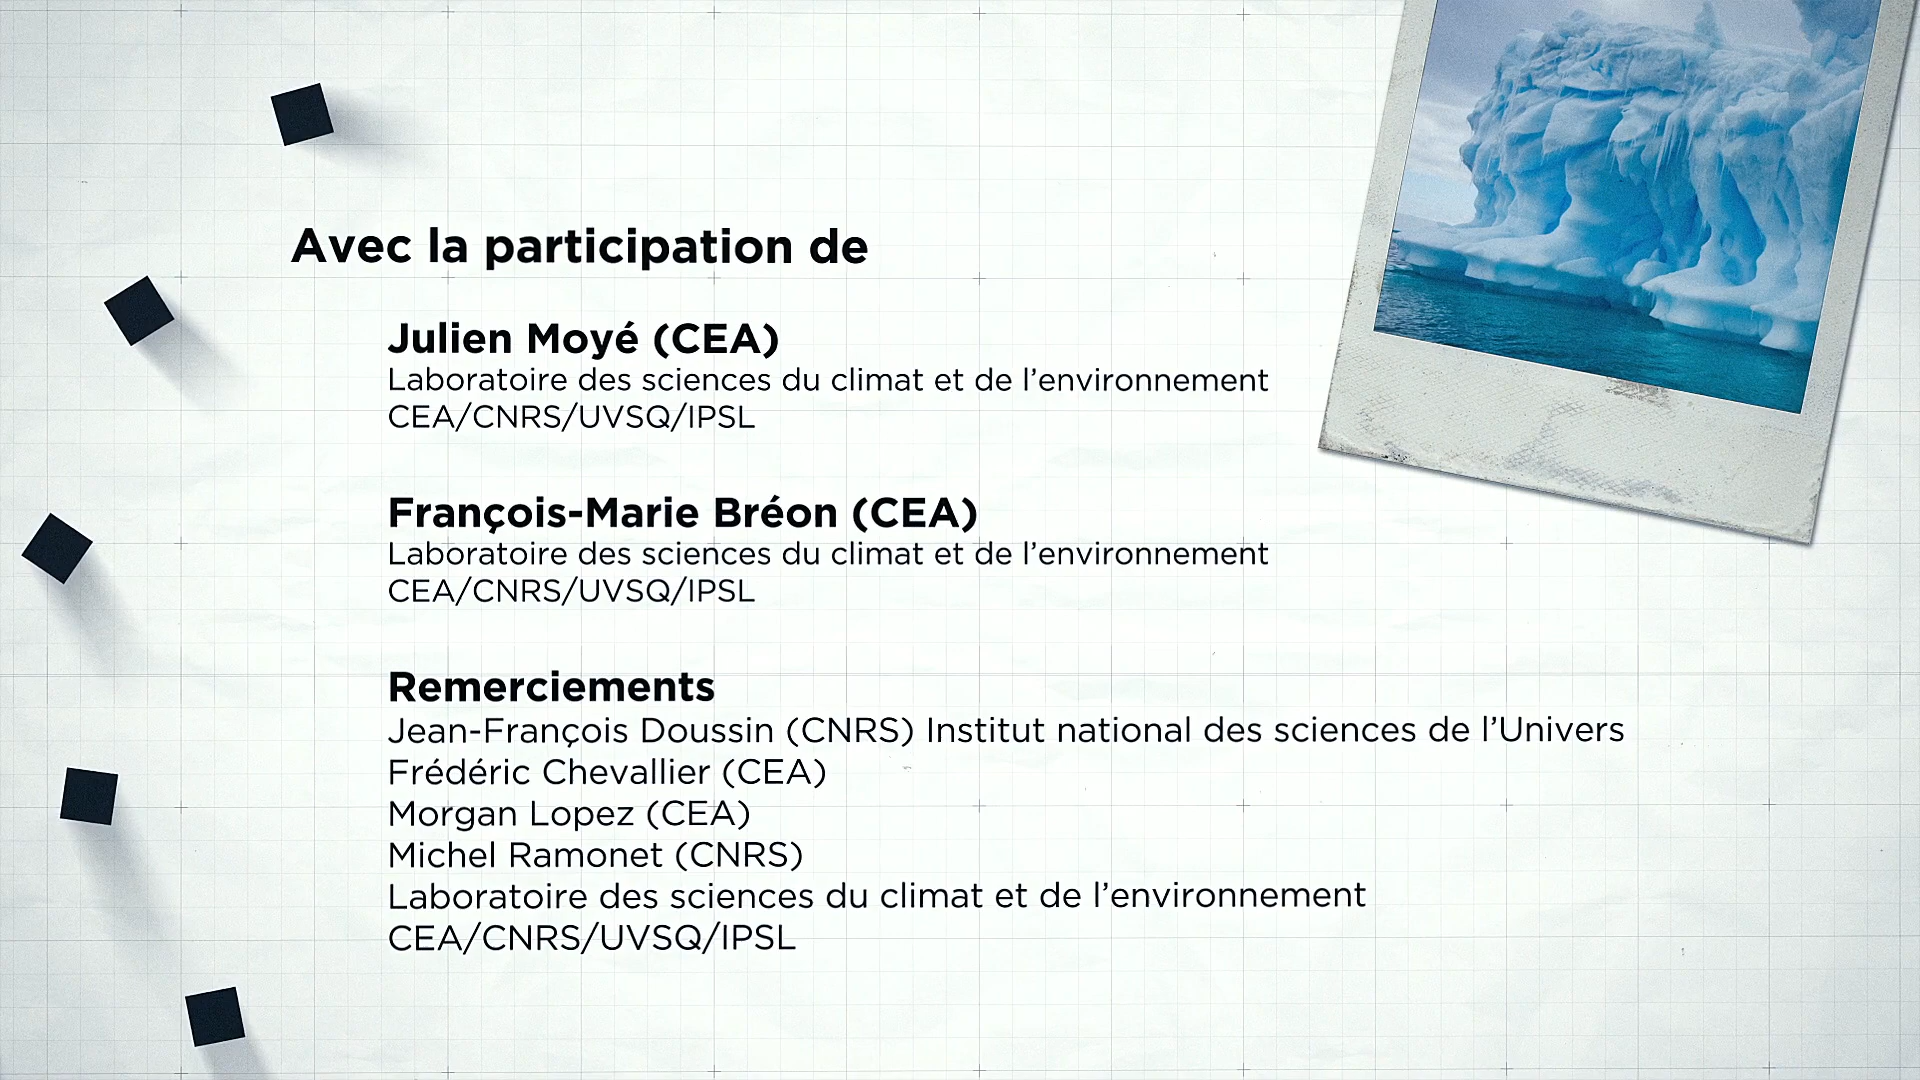 Avec la participation de
Julien Moyé (CEA)
Laboratoire des sciences du climat et de l’environnement
CEA/CNRS/UVSQ/IPSL
François-Marie Bréon (CEA)
Laboratoire des sciences du climat et de l’environnement
CEA/CNRS/UVSQ/IPSL
Remerciements
Jean-François Doussin (CNRS) Institut national des sciences de l’Univers
Frédéric Chevallier (CEA)
Morgan Lopez (CEA)
Michel Ramonet (CNRS)
Laboratoire des sciences du climat et de l’environnement
CEA/CNRS/UVSQ/IPSL